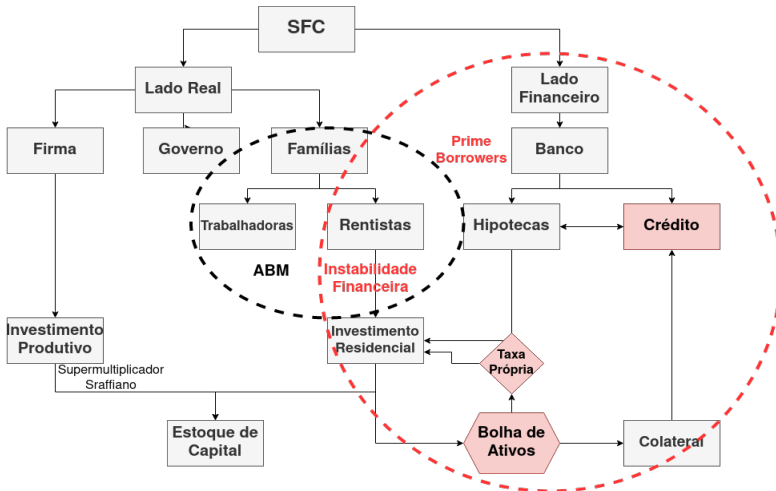 SFC
Lado Real
Lado
Financeiro
Firma
Governo
Famílias
Prime
Borrowers
Banco
Trabalhadoras
Rentistas
Hipotecas
Crédito
ABM
Instabilidade
Financeira
Investimento
Produtivo
Investimento
Residencial
Taxa
Própria
Supermultiplicador
Sraffiano
Estoque de
Capital
Bolha de
Ativos
Colateral